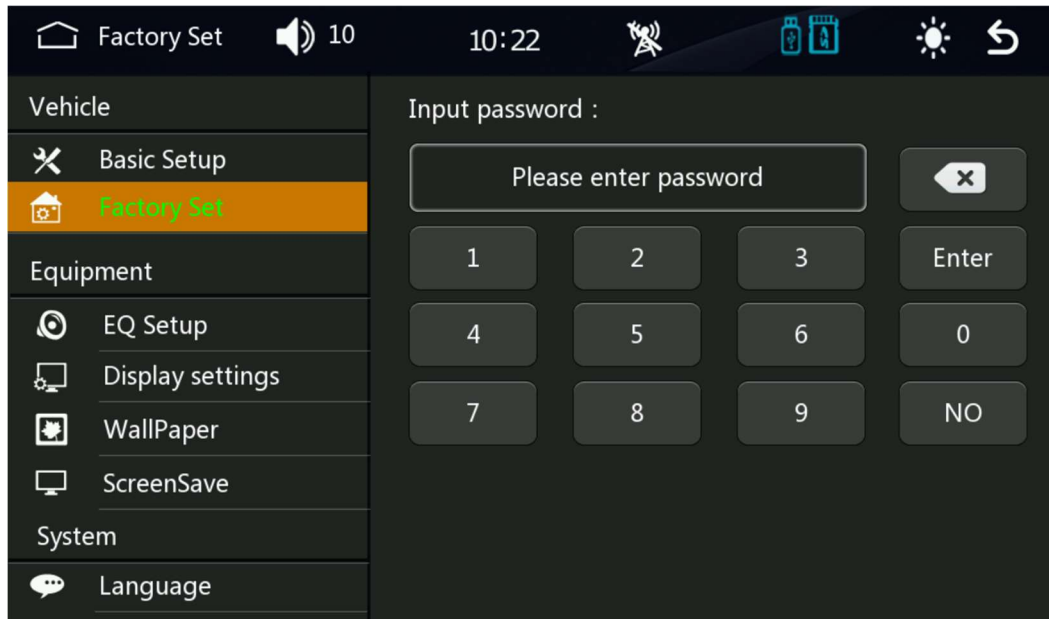 Factory Set 10 10:22
Vehicle
Basic Setup
Factory Set
Equipment
EQ Setup
Display settings
WallPaper
ScreenSave
System
Language
Input password :
Please enter password
1 2 3 Enter
4 5 6 0
7 8 9 NO